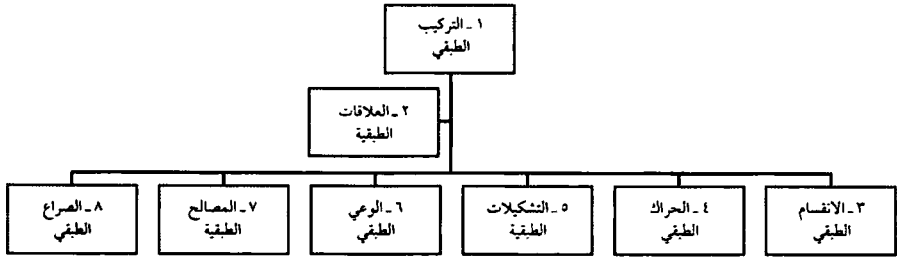 ١ ـ التركيب
الطبقي
٢ ـ العلاقات
الطبقية
٣ ـ الانقسام
الطبقي
٤ ـ الحراك
الطبقي
٥ ـ التشكيلات
الطبقية
٦ ـ الوعي
الطبقي
٧ ـ المصالح
الطبقية
٨ ـ الصراع
الطبقي